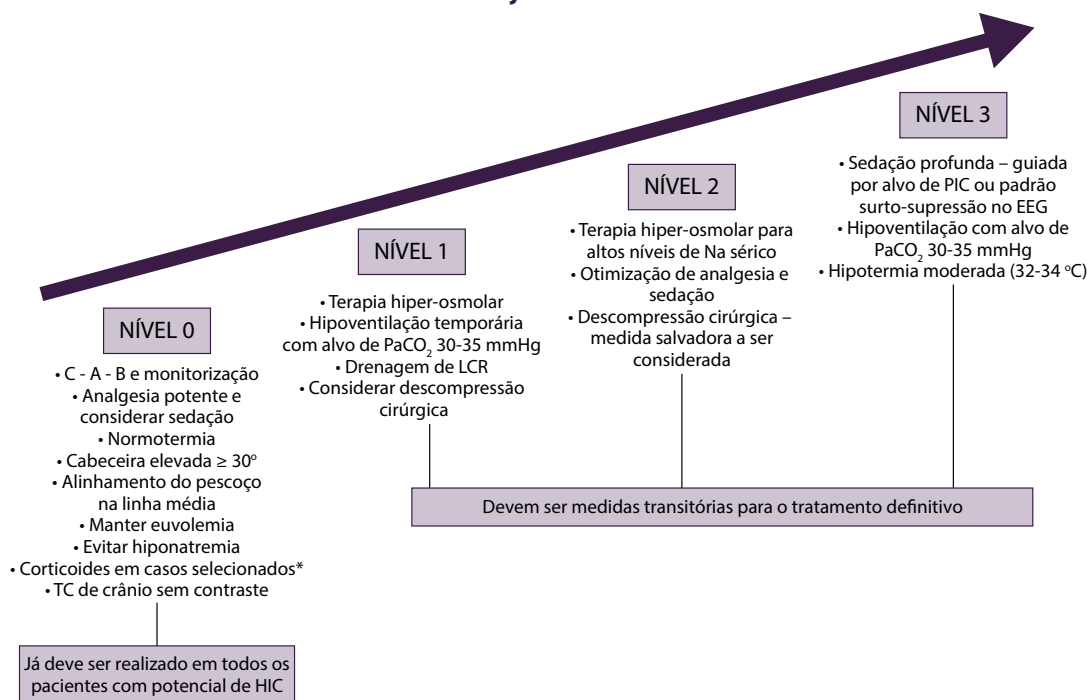 NÍVEL 0
• C - A - B e monitorização
• Analgesia potente e
considerar sedação
• Normotermia
• Cabeceira elevada ≥ 30º
• Alinhamento do pescoço
na linha média
• Manter euvolemia
• Evitar hiponatremia
• Corticoides em casos selecionados*
• TC de crânio sem contraste
Já deve ser realizado em todos os
pacientes com potencial de HIC
NÍVEL 1
• Terapia hiper-osmolar
• Hipoventilação temporária
com alvo de PaCO₂ 30-35 mmHg
• Drenagem de LCR
• Considerar descompressão
cirúrgica
NÍVEL 2
• Terapia hiper-osmolar para
altos níveis de Na sérico
• Otimização de analgesia e
sedação
• Descompressão cirúrgica –
medida salvadora a ser
considerada
NÍVEL 3
• Sedação profunda – guiada
por alvo de PIC ou padrão
surto-supressão no EEG
• Hipoventilação com alvo de
PaCO₂ 30-35 mmHg
• Hipotermia moderada (32-34 ºC)
Devem ser medidas transitórias para o tratamento definitivo